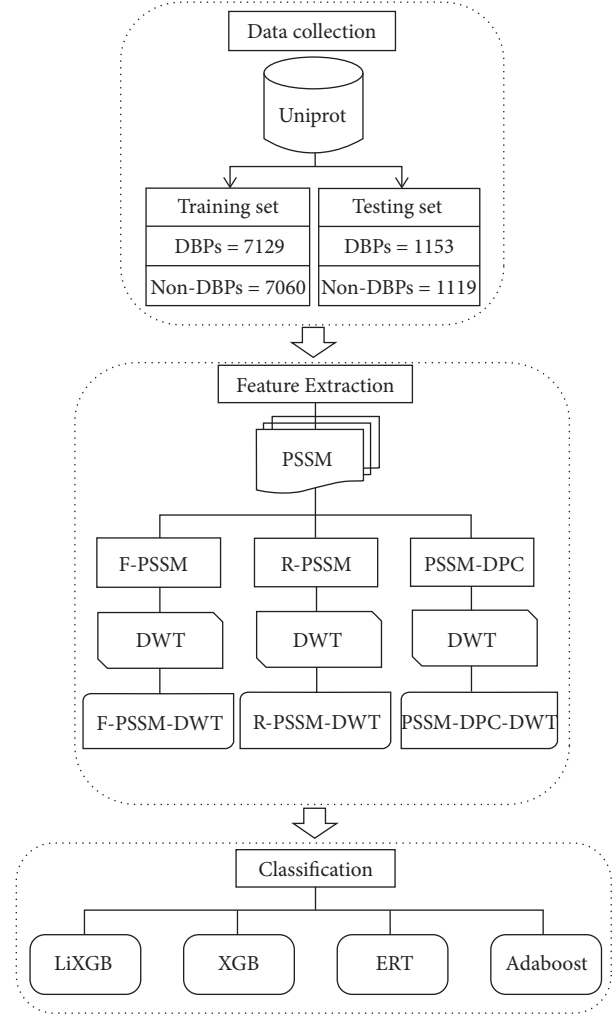 Data collection
Uniprot
Training set
DBPs = 7129
Non-DBPs = 7060
Testing set
DBPs = 1153
Non-DBPs = 1119
Feature Extraction
PSSM
F-PSSM
R-PSSM
PSSM-DPC
DWT
DWT
DWT
F-PSSM-DWT
R-PSSM-DWT
PSSM-DPC-DWT
Classification
LiXGB
XGB
ERT
Adaboost